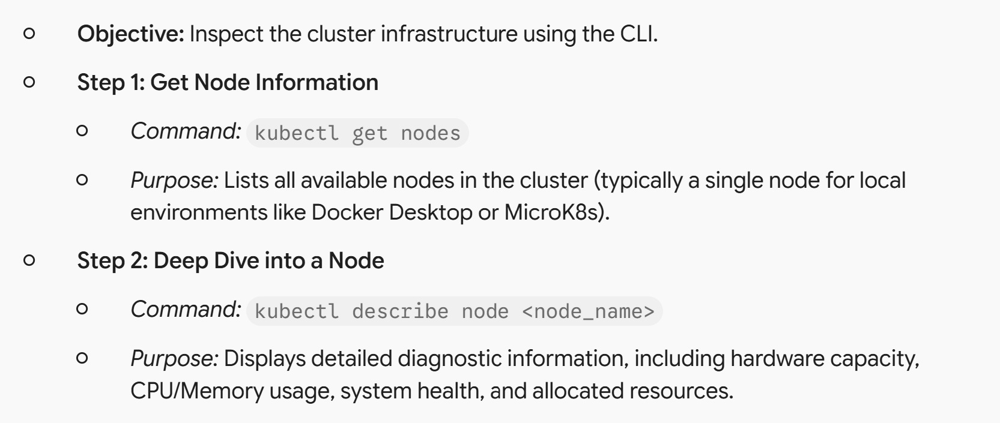 Objective: Inspect the cluster infrastructure using the CLI.
Step 1: Get Node Information
Command: kubectl get nodes
Purpose: Lists all available nodes in the cluster (typically a single node for local
environments like Docker Desktop or MicroK8s).
Step 2: Deep Dive into a Node
Command: kubectl describe node <node_name>
Purpose: Displays detailed diagnostic information, including hardware capacity,
CPU/Memory usage, system health, and allocated resources.